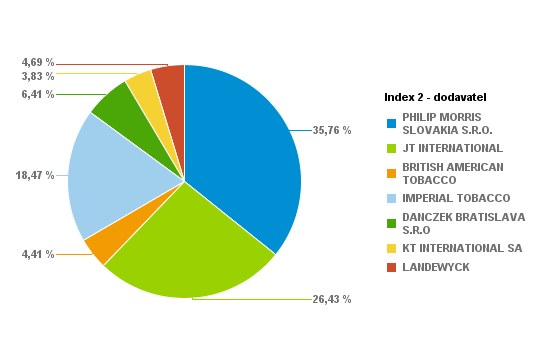 4,69 %
3,83 %
6,41 %
18,47 %
4,41 %
35,76 %
26,43 %
Index 2 - dodavatel
PHILIP MORRIS
SLOVAKIA S.R.O.
JT INTERNATIONAL
BRITISH AMERICAN
TOBACCO
IMPERIAL TOBACCO
DANCZEK BRATISLAVA
S.R.O
KT INTERNATIONAL SA
LANDEWYCK